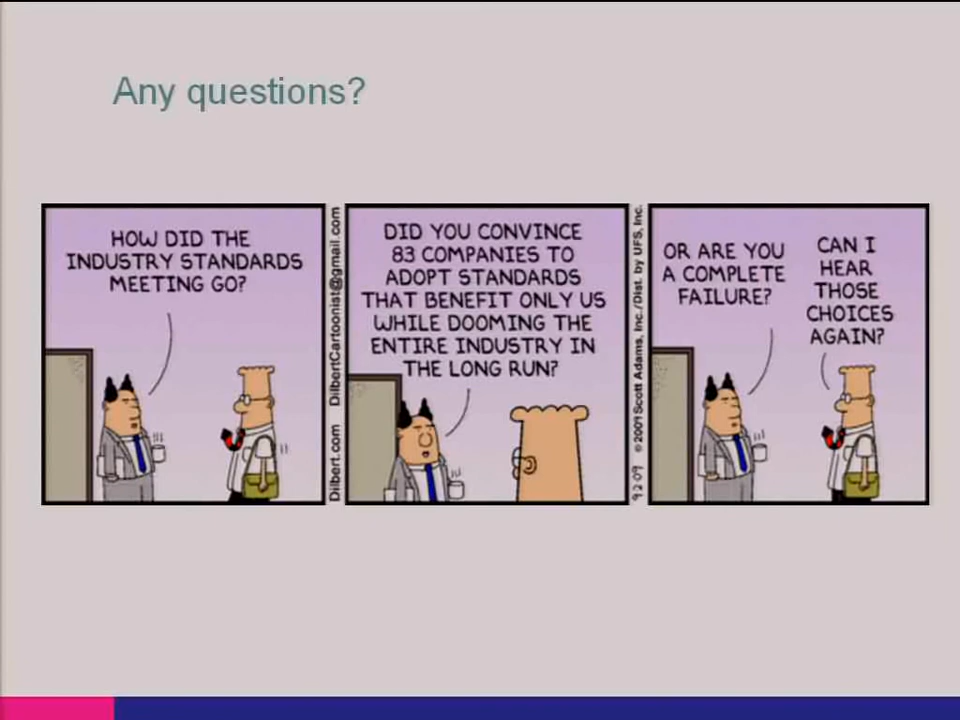 Any questions?
HOW DID THE
INDUSTRY STANDARDS
MEETING GO?
DilbertCartoonist@gmail.com
Dilbert.com
DID YOU CONVINCE
83 COMPANIES TO
ADOPT STANDARDS
THAT BENEFIT ONLY US
WHILE DOOMING THE
ENTIRE INDUSTRY IN
THE LONG RUN?
9 2 09 ©2009 Scott Adams, Inc./Dist. by UFS, Inc.
OR ARE YOU
A COMPLETE
FAILURE?
CAN I
HEAR
THOSE
CHOICES
AGAIN?